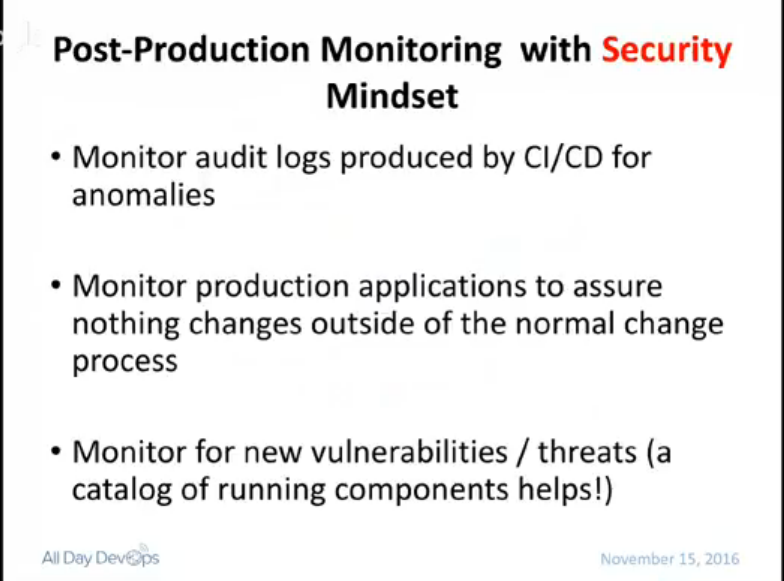 Post-Production Monitoring with Security
Mindset
• Monitor audit logs produced by CI/CD for
anomalies
• Monitor production applications to assure
nothing changes outside of the normal change
process
• Monitor for new vulnerabilities / threats (a
catalog of running components helps!)
All Day DevOps
November 15, 2016